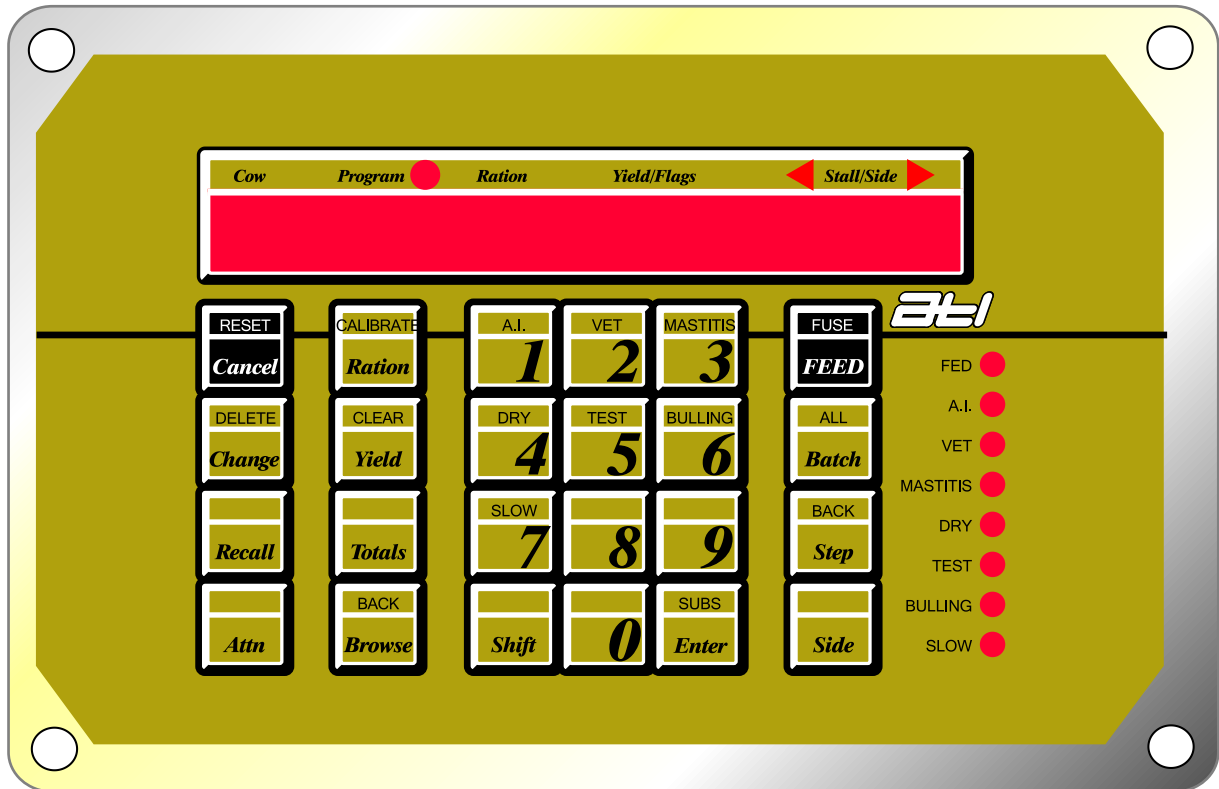 Cow Program Ration Yield/Flags Stall/Side
atl
RESET CALIBRATE A.I. VET MASTITIS FUSE
Cancel Ration 1 2 3 FEED
DELETE CLEAR DRY TEST BULLING ALL
Change Yield 4 5 6 Batch
SLOW BACK
Recall Totals 7 8 9 Step
BACK SUBS
Attn Browse Shift 0 Enter Side
FED
A.I.
VET
MASTITIS
DRY
TEST
BULLING
SLOW